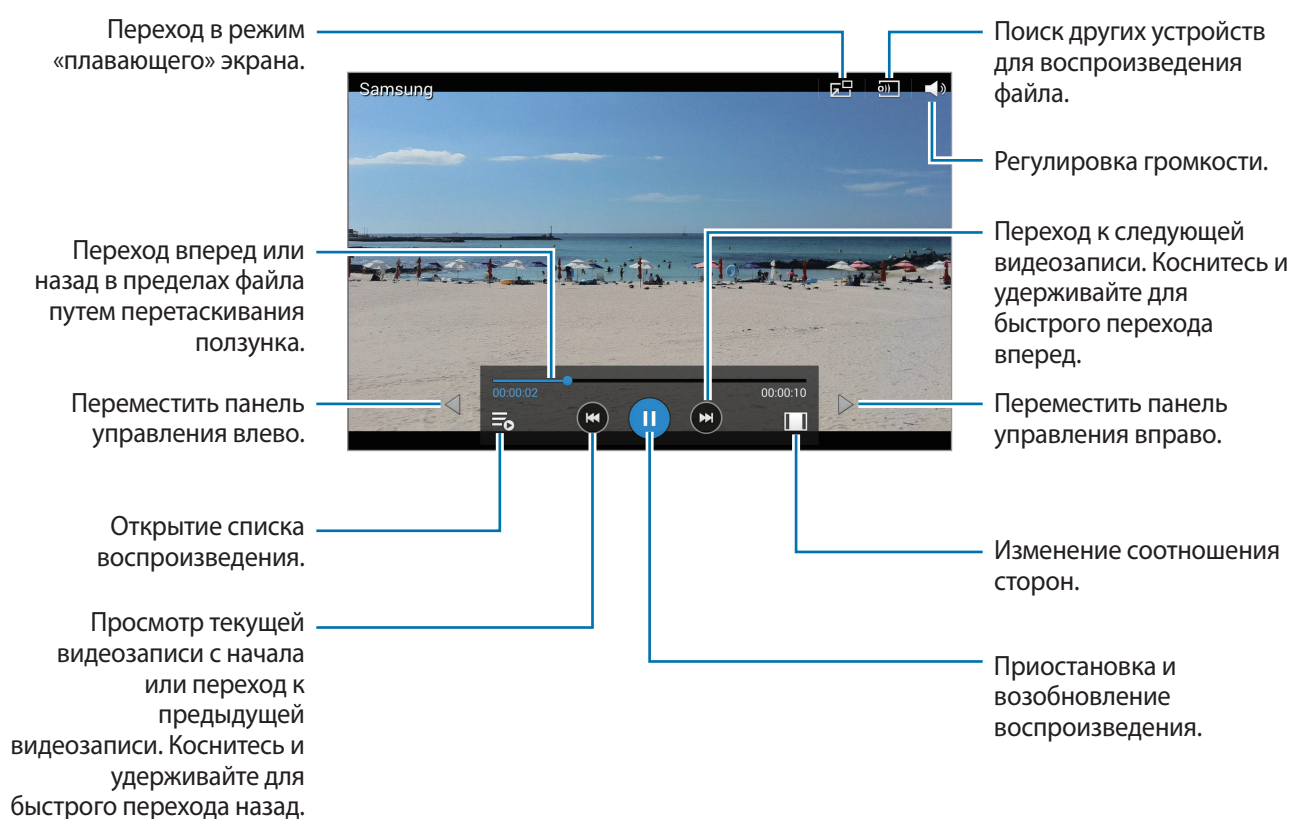 Переход в режим
«плавающего» экрана.
Поиск других устройств
для воспроизведения
файла.
Samsung
Регулировка громкости.
Переход вперед или
назад в пределах файла
путем перетаскивания
ползунка.
Переход к следующей
видеозаписи. Коснитесь и
удерживайте для
быстрого перехода
вперед.
00:00:02
00:00:10
Переместить панель
управления влево.
Переместить панель
управления вправо.
Открытие списка
воспроизведения.
Изменение соотношения
сторон.
Просмотр текущей
видеозаписи с начала
или переход к
предыдущей
видеозаписи. Коснитесь и
удерживайте для
быстрого перехода назад.
Приостановка и
возобновление
воспроизведения.